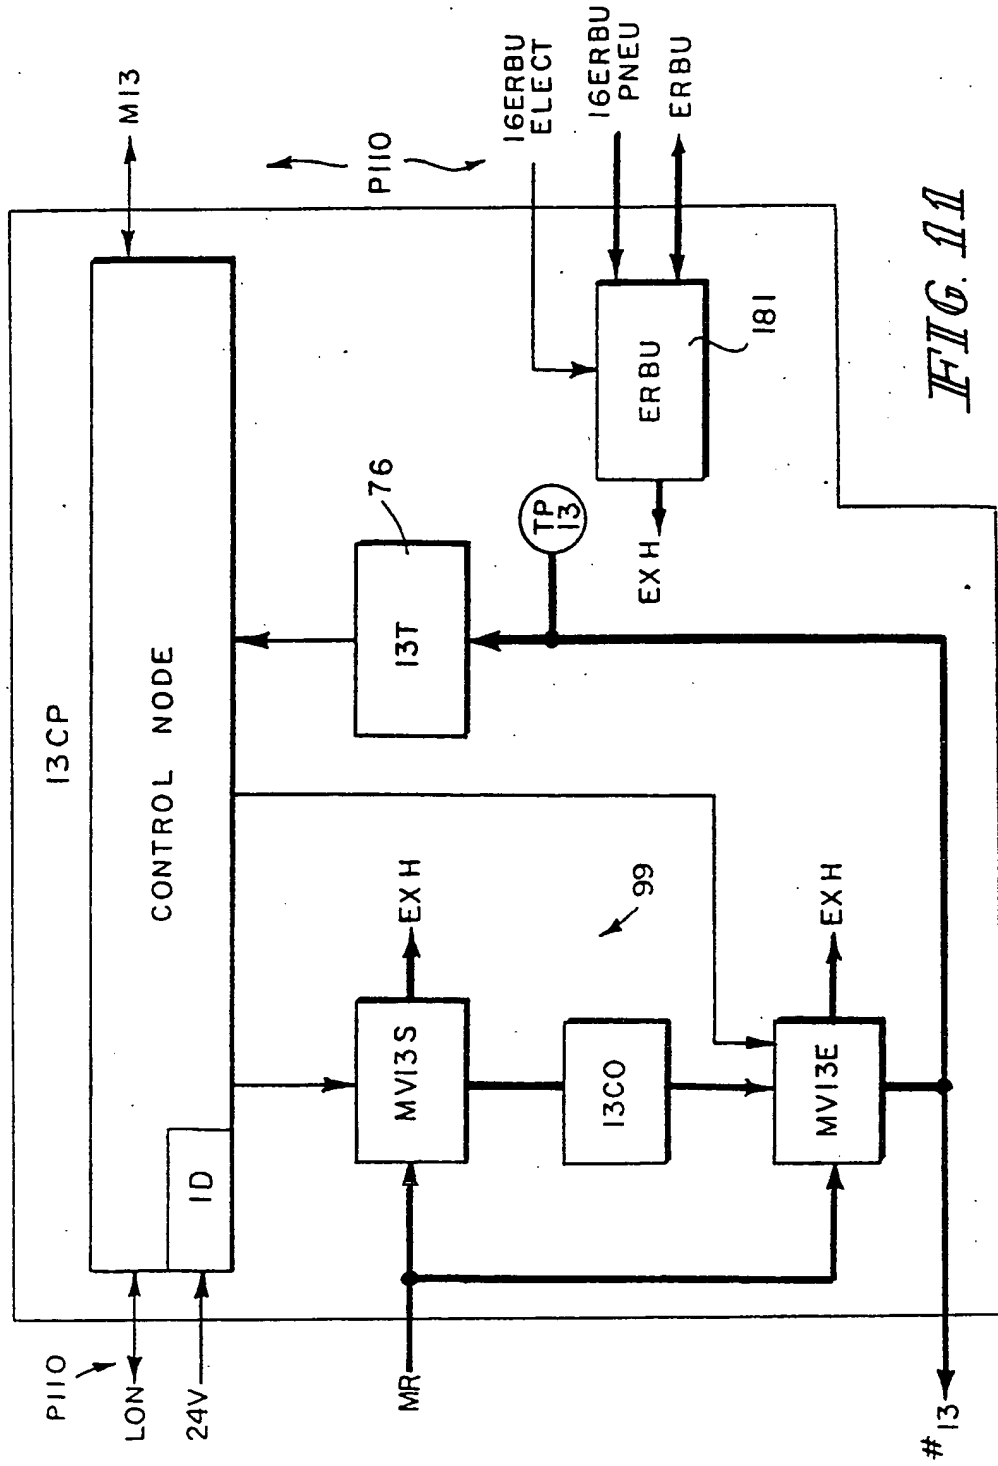 13CP
CONTROL NODE
ID
P110
LON
24V
M13
P110
16ERBU
ELECT
16ERBU
PNEU
ERBU
MV13S
EXH
13T
76
TP
13
ERBU
181
EXH
MR
13CO
99
MV13E
EXH
#13
FIG. 11